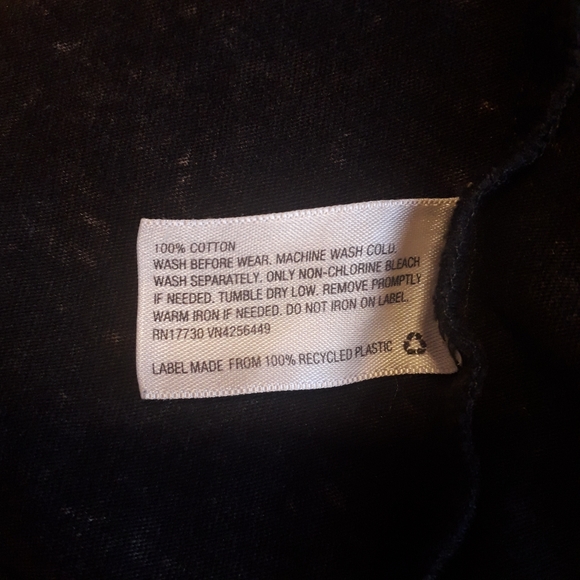 100% COTTON
WASH BEFORE WEAR. MACHINE WASH COLD.
WASH SEPARATELY. ONLY NON-CHLORINE BLEACH
IF NEEDED. TUMBLE DRY LOW. REMOVE PROMPTLY
WARM IRON IF NEEDED. DO NOT IRON ON LABEL.
RN17730 VN4256449
LABEL MADE FROM 100% RECYCLED PLASTIC